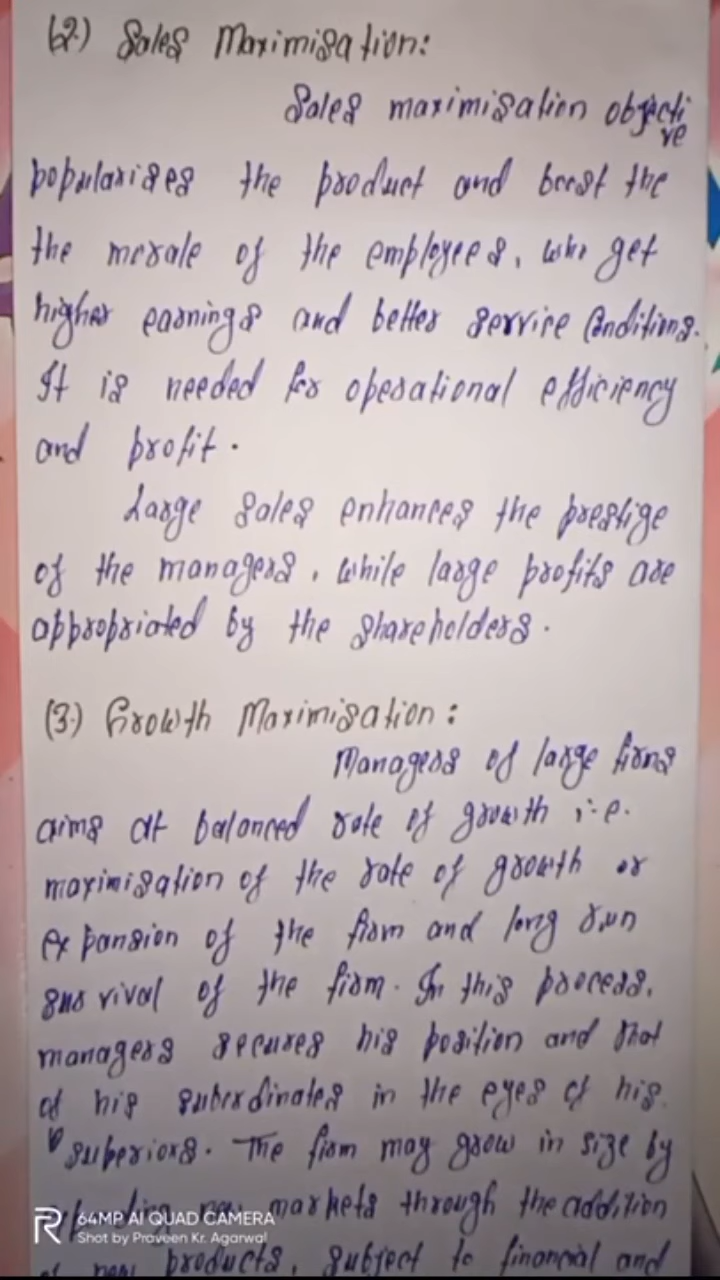 (2.) Sales Maximisation:
Sales maximisation objective
popularises the product and boost the
the morale of the employees, who get
higher earnings and better service Conditions.
It is needed for operational efficiency
and profit.
Large sales enhances the prestige
of the managers, while large profits are
appropriated by the shareholders.
(3.) Growth Maximisation:
Managers of large firms
aims at balanced rate of growth i.e.
maximisation of the rate of growth or
expansion of the firm and long run
survival of the firm. In this process,
managers secures his position and that
of his subordinates in the eyes of his
superiors. The firm may grow in size by
new markets through the addition
of new products, subject to financial and
64MP AI QUAD CAMERA
Shot by Praveen Kr. Agarwal